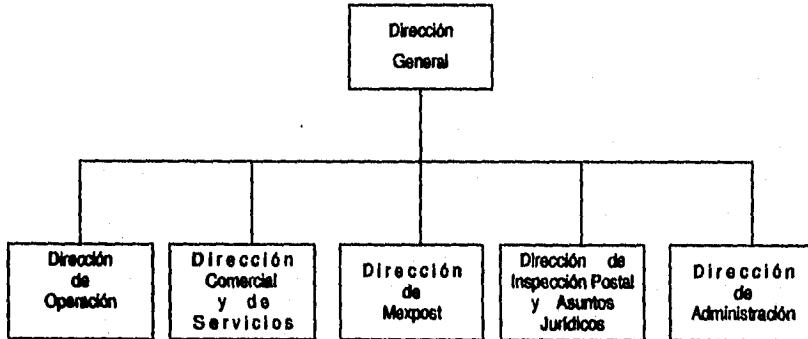 Dirección
General
Dirección
de
Operación
Dirección
Comercial
y de
Servicios
Dirección
de
Mexpost
Dirección de
Inspección Postal
y Asuntos
Jurídicos
Dirección
de
Administración